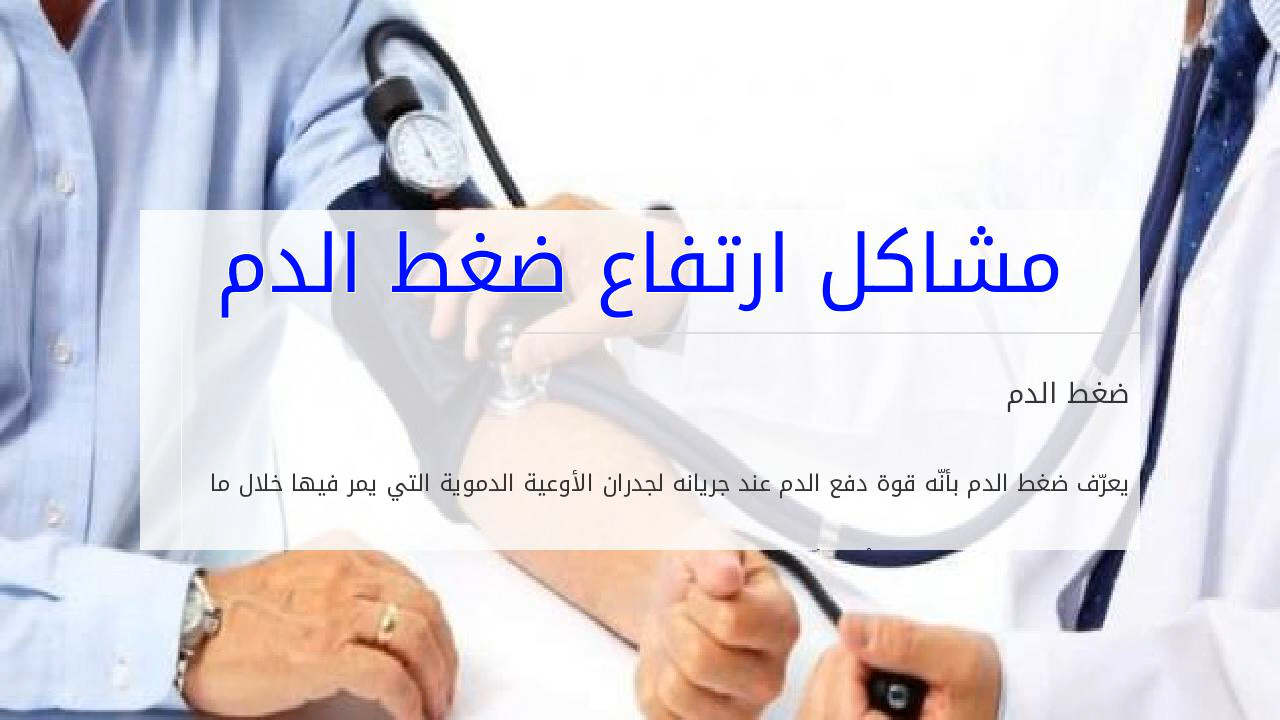 مشاكل ارتفاع ضغط الدم
ضغط الدم
يعرّف ضغط الدم بأنّه قوة دفع الدم عند جريانه لجدران الأوعية الدموية التي يمر فيها خلال ما